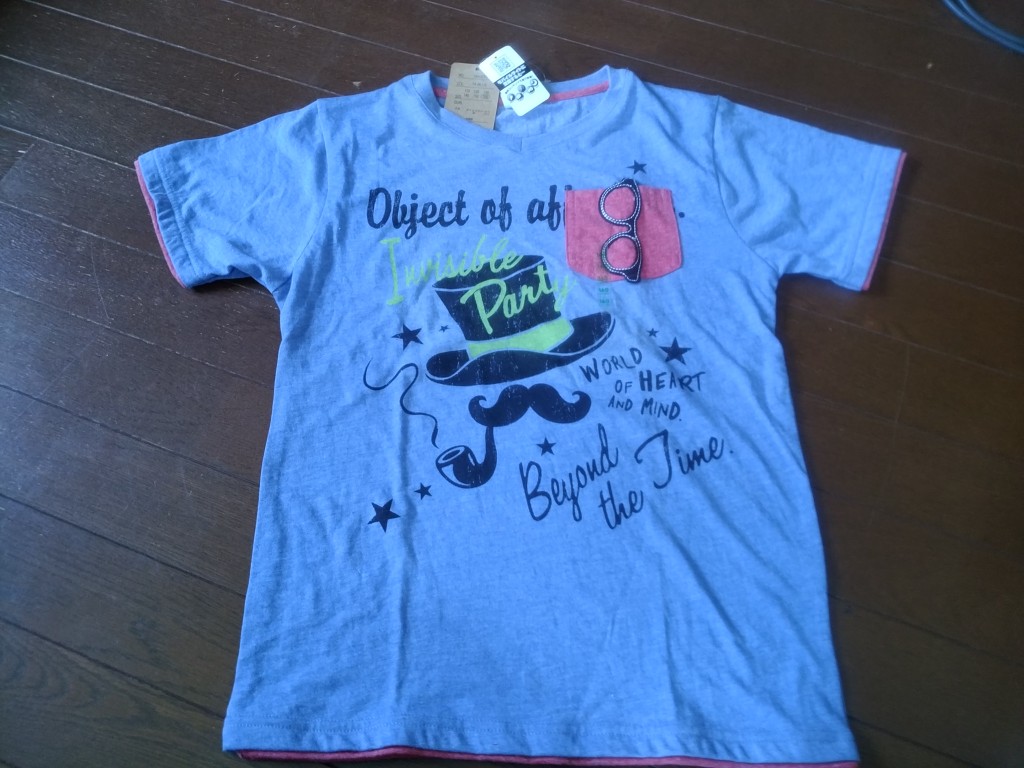 Object of af
Invisible
Party
WORLD
OF HEART
AND MIND.
Beyond
the Time.